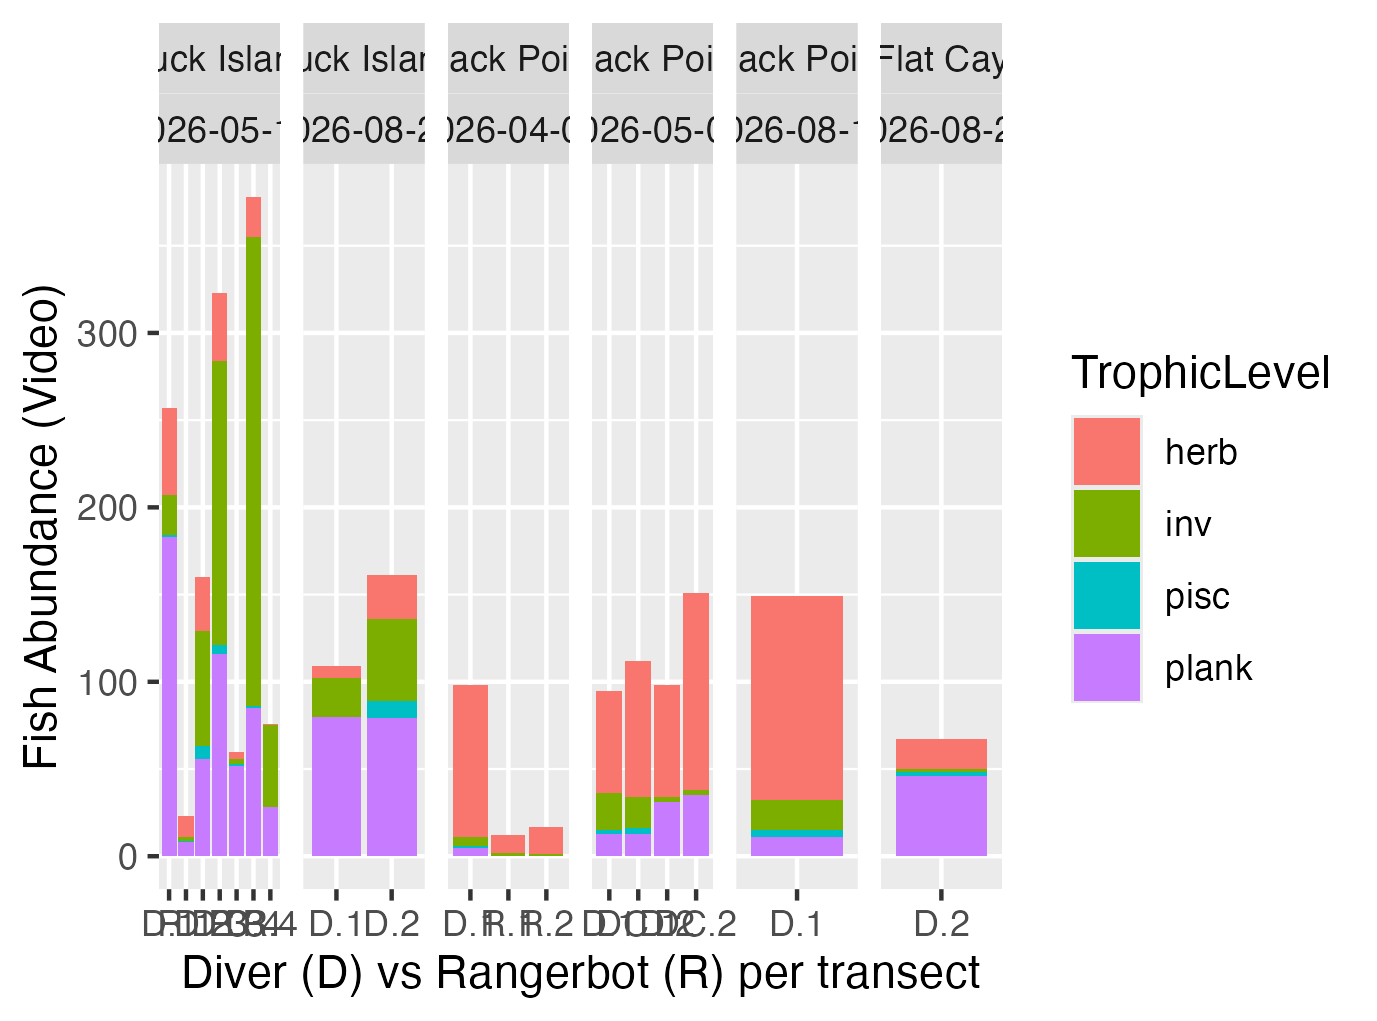 uck Islan uck Islan ack Poi ack Poi ack Poi Flat Cay
026-05-1 026-08-2 026-04-0 026-05-0 026-08-1 026-08-2
Fish Abundance (Video)
300
200
100
0
D.1 D.2 D.1 D.2
Diver (D) vs Rangerbot (R) per transect
TrophicLevel
herb
inv
pisc
plank